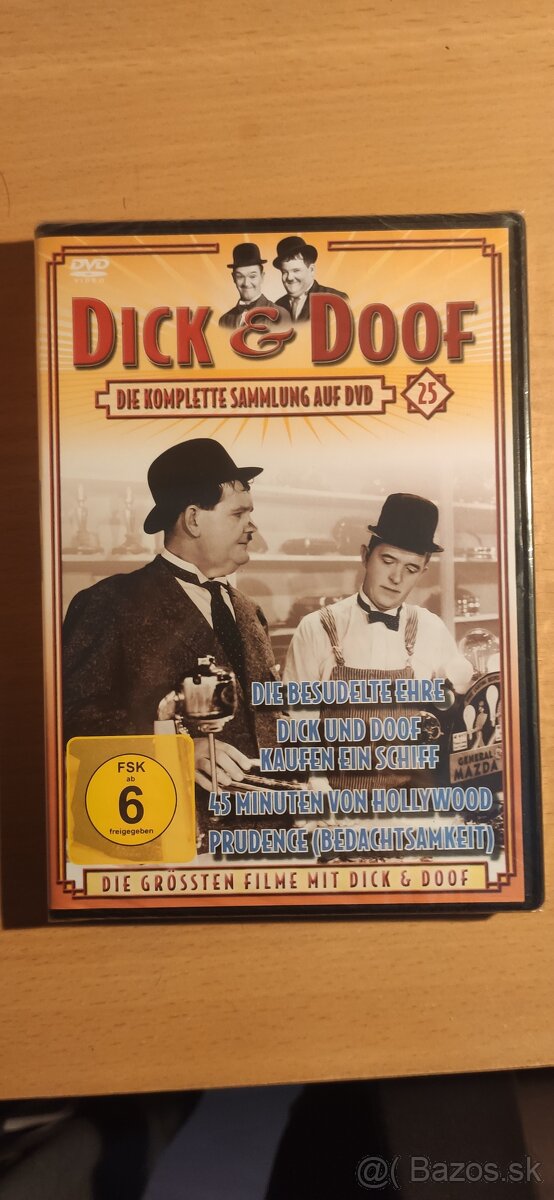 DVD
VIDEO
DICK & DOOF
DIE KOMPLETTE SAMMLUNG AUF DVD
25
DIE BESUDELTE EHRE
DICK UND DOOF
KAUFEN EIN SCHIFF
GENERAL
MAZDA
45 MINUTEN VON HOLLYWOOD
PRUDENCE (BEDACHTSAMKEIT)
FSK
ab
6
freigegeben
DIE GRÖSSTEN FILME MIT DICK & DOOF
@( Bazos.sk